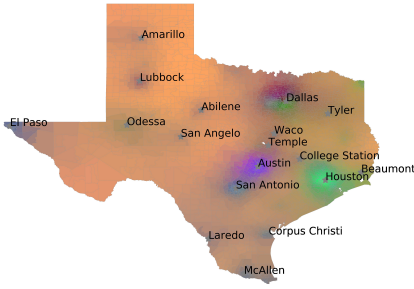 Amarillo
Lubbock
Dallas
Abilene
Tyler
Odessa
El Paso
San Angelo
Waco
Temple
College Station
Austin
Beaumont
Houston
San Antonio
Corpus Christi
Laredo
McAllen